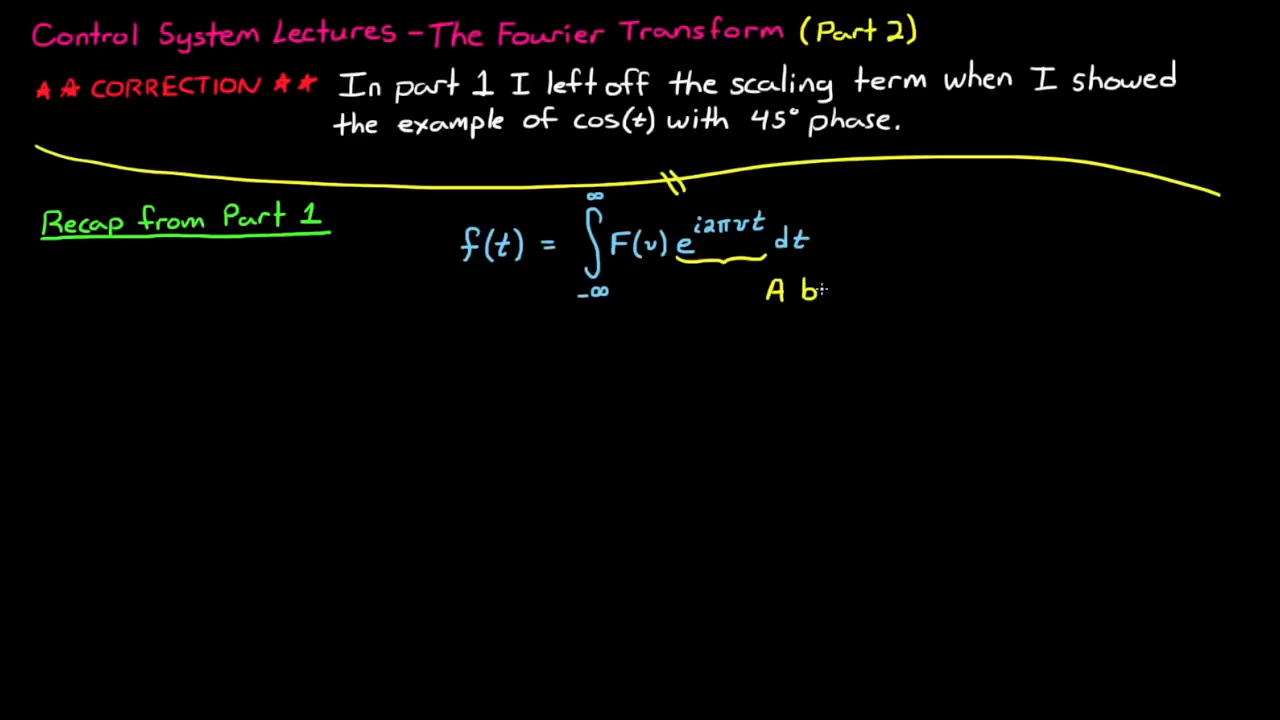 Control System Lectures - The Fourier Transform (Part 2)
★★ CORRECTION ★★ In part 1 I left off the scaling term when I showed
the example of cos(t) with 45° phase.
Recap from Part 1
f(t) = ∫_{-∞}^{∞} F(ν) e^{i2πνt} dt
A b